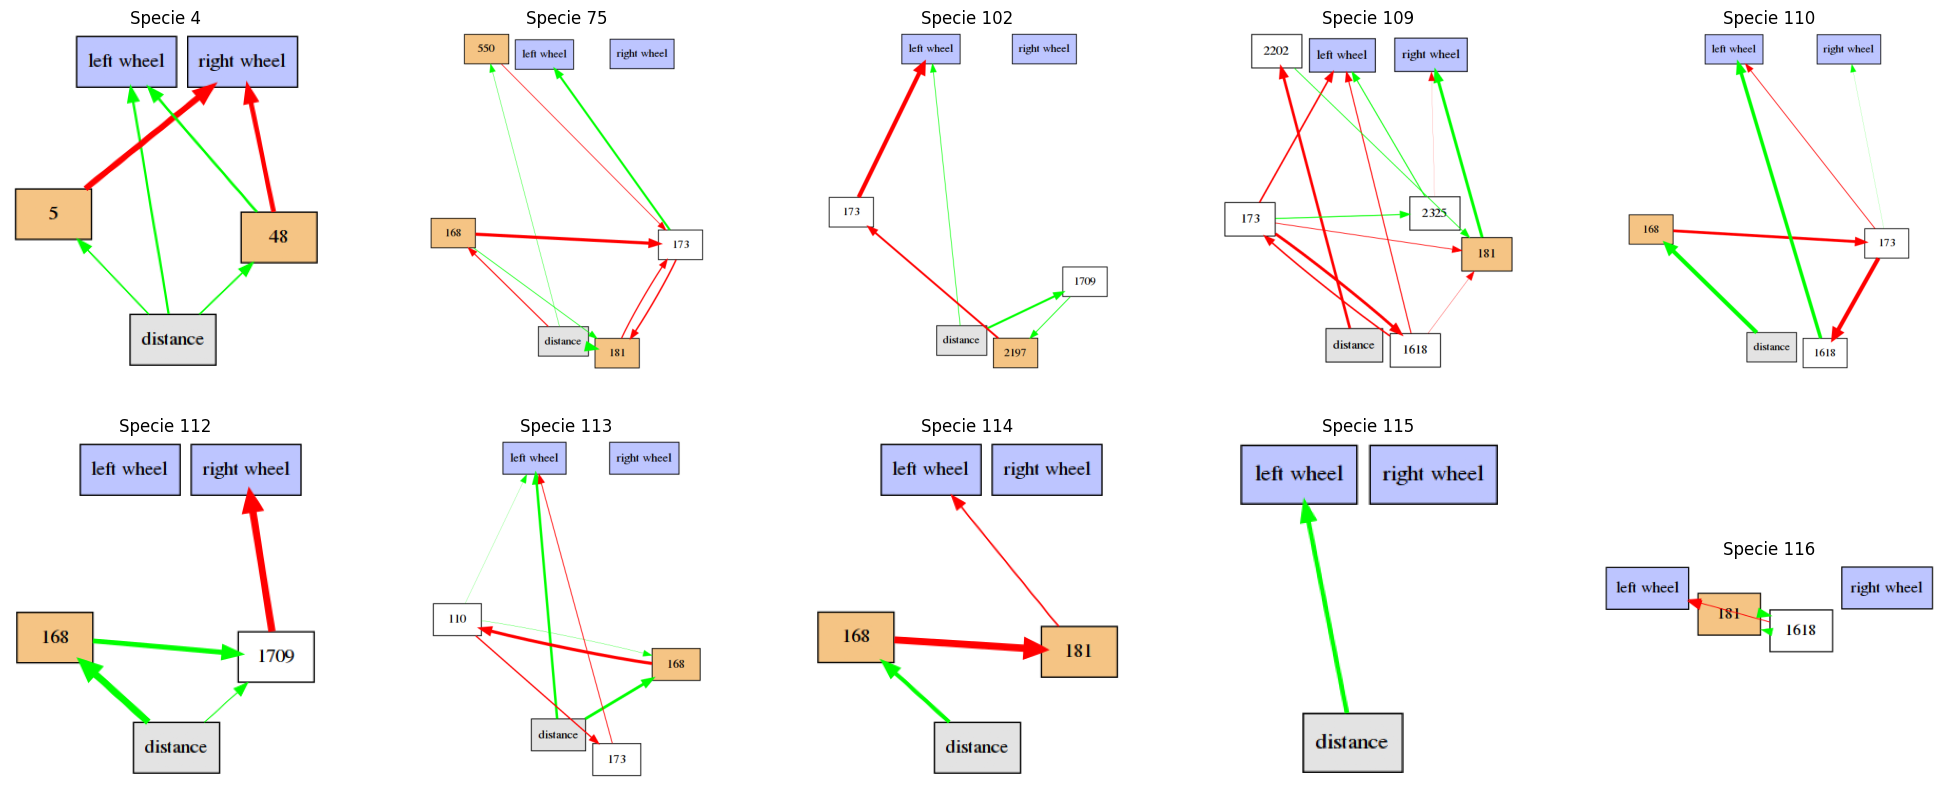 Specie 4
left wheel
right wheel
5
48
distance
Specie 75
550
left wheel
right wheel
168
173
distance
181
Specie 102
left wheel
right wheel
173
1709
distance
2197
Specie 109
2202
left wheel
right wheel
173
2325
181
distance
1618
Specie 110
left wheel
right wheel
168
173
distance
1618
Specie 112
left wheel
right wheel
168
1709
distance
Specie 113
left wheel
right wheel
110
168
distance
173
Specie 114
left wheel
right wheel
168
181
distance
Specie 115
left wheel
right wheel
distance
Specie 116
left wheel
181
1618
right wheel